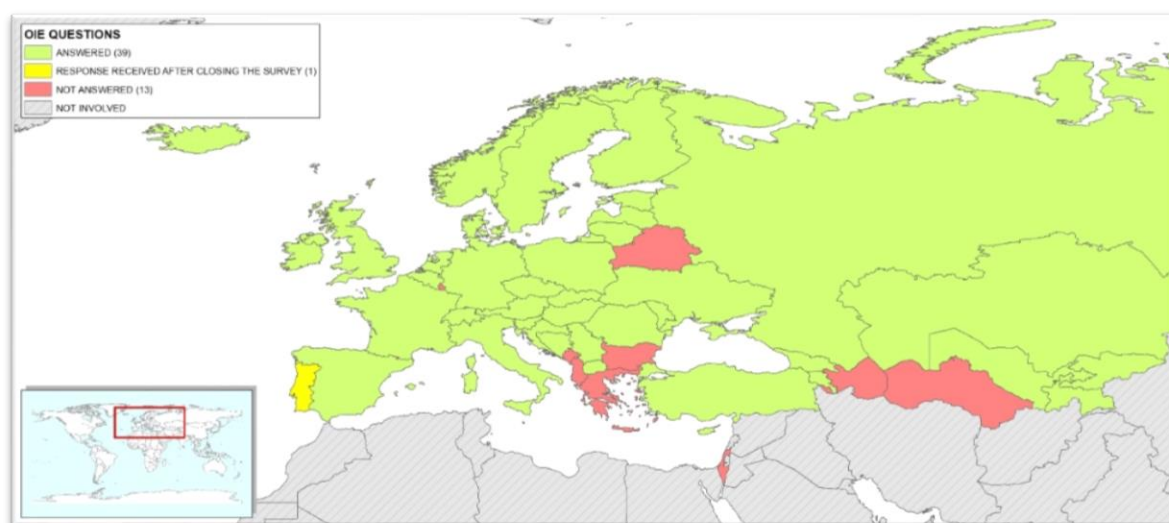 OIE QUESTIONS
ANSWERED (39)
RESPONSE RECEIVED AFTER CLOSING THE SURVEY (1)
NOT ANSWERED (13)
NOT INVOLVED